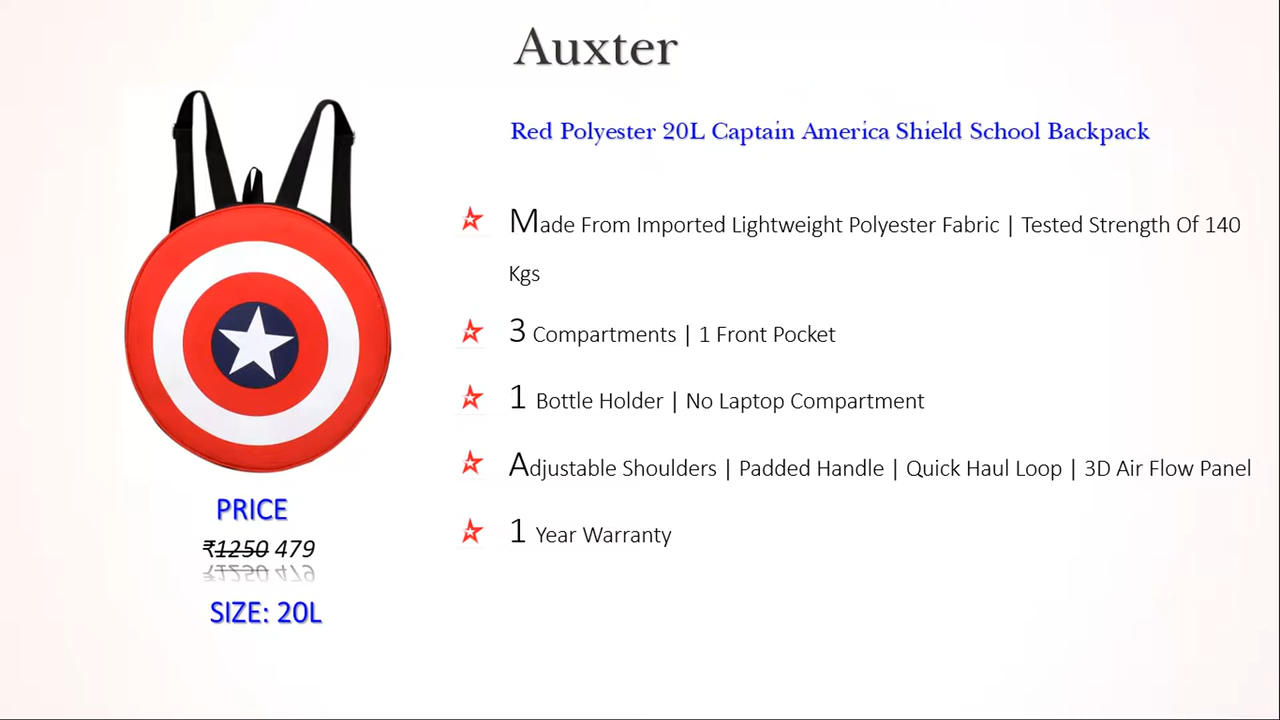 Auxter
Red Polyester 20L Captain America Shield School Backpack
Made From Imported Lightweight Polyester Fabric | Tested Strength Of 140
Kgs
3 Compartments | 1 Front Pocket
1 Bottle Holder | No Laptop Compartment
Adjustable Shoulders | Padded Handle | Quick Haul Loop | 3D Air Flow Panel
1 Year Warranty
PRICE
₹1250 479
SIZE: 20L